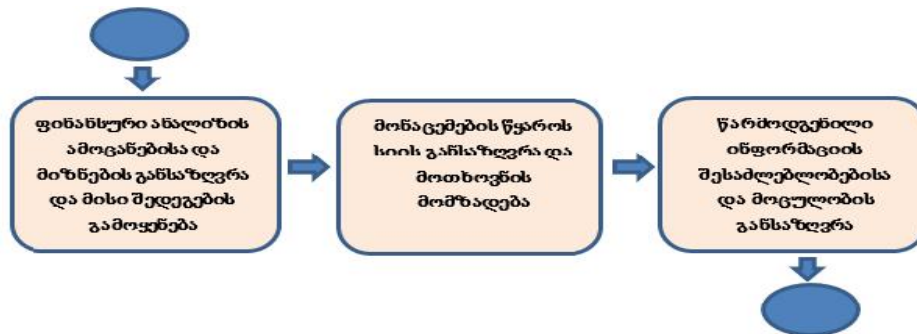 ფინანსური ანალიზის
ამოცანებისა და
მიზნების განსაზღვრა
და მისი შედეგების
გამოყენება
მონაცემების წყაროს
სიის განსაზღვრა და
მოთხოვნის
მომზადება
წარმოდგენილი
ინფორმაციის
შესაძლებლობებისა
და მოცულობის
განსაზღვრა